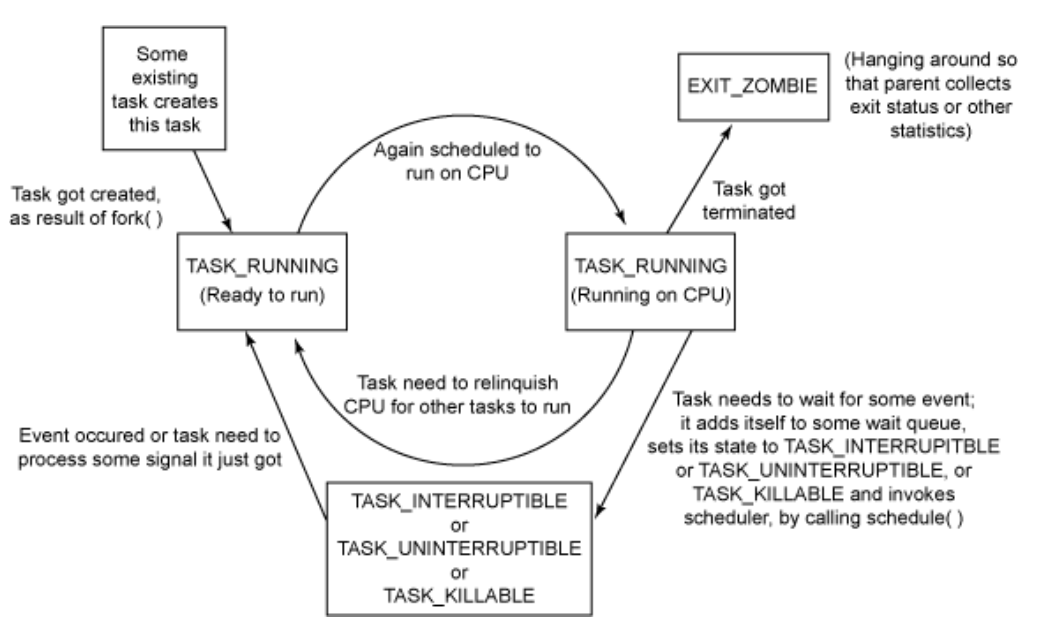 Some
existing
task creates
this task
EXIT_ZOMBIE
(Hanging around so
that parent collects
exit status or other
statistics)
Again scheduled to
run on CPU
Task got created,
as result of fork( )
Task got
terminated
TASK_RUNNING
(Ready to run)
TASK_RUNNING
(Running on CPU)
Task need to relinquish
CPU for other tasks to run
Task needs to wait for some event;
it adds itself to some wait queue,
sets its state to TASK_INTERRUPITBLE
or TASK_UNINTERRUPTIBLE, or
TASK_KILLABLE and invokes
scheduler, by calling schedule( )
Event occured or task need to
process some signal it just got
TASK_INTERRUPTIBLE
or
TASK_UNINTERRUPTIBLE
or
TASK_KILLABLE